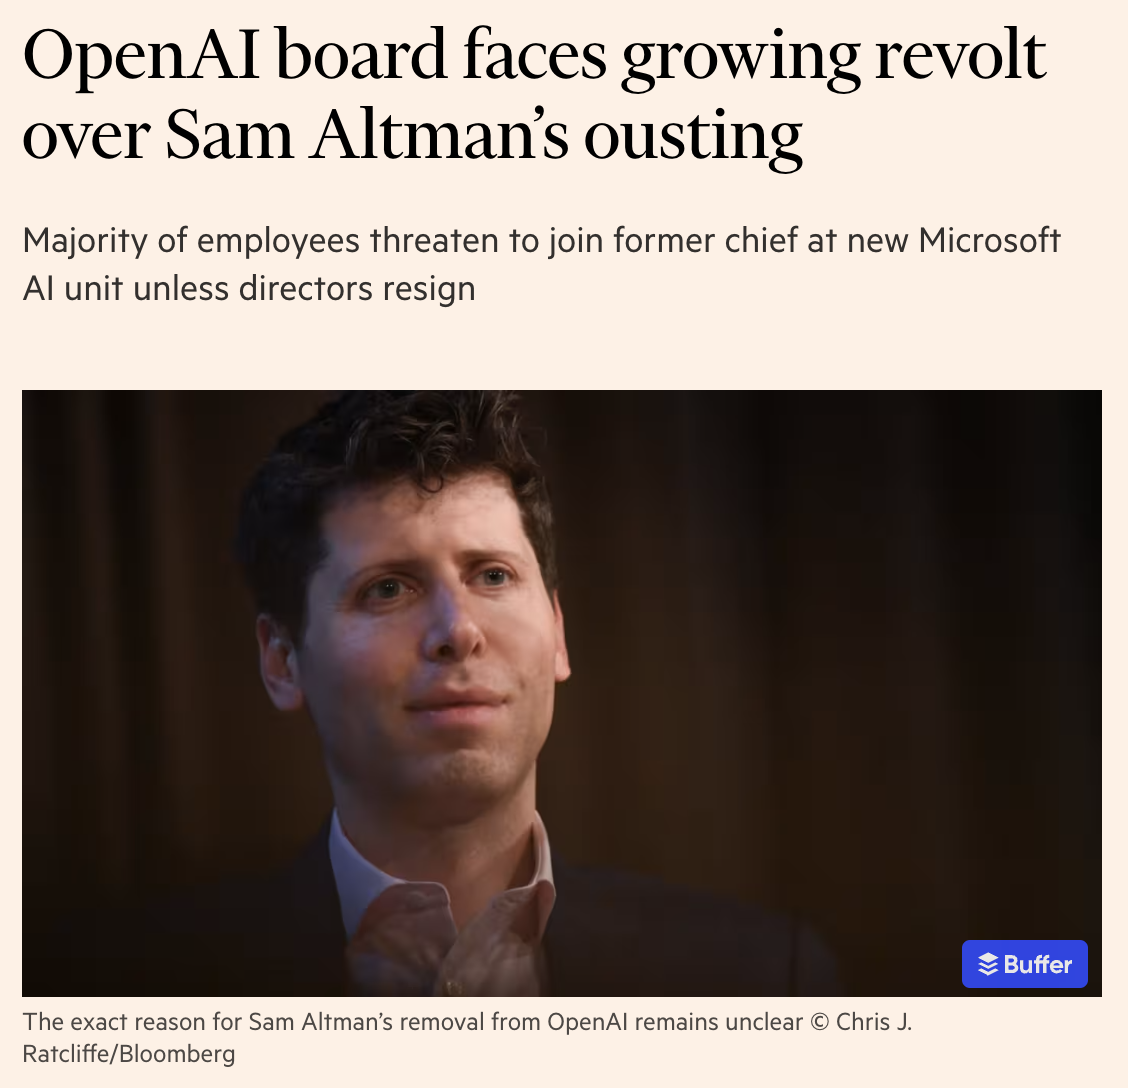 OpenAI board faces growing revolt
over Sam Altman’s ousting
Majority of employees threaten to join former chief at new Microsoft
AI unit unless directors resign
Buffer
The exact reason for Sam Altman’s removal from OpenAI remains unclear © Chris J.
Ratcliffe/Bloomberg